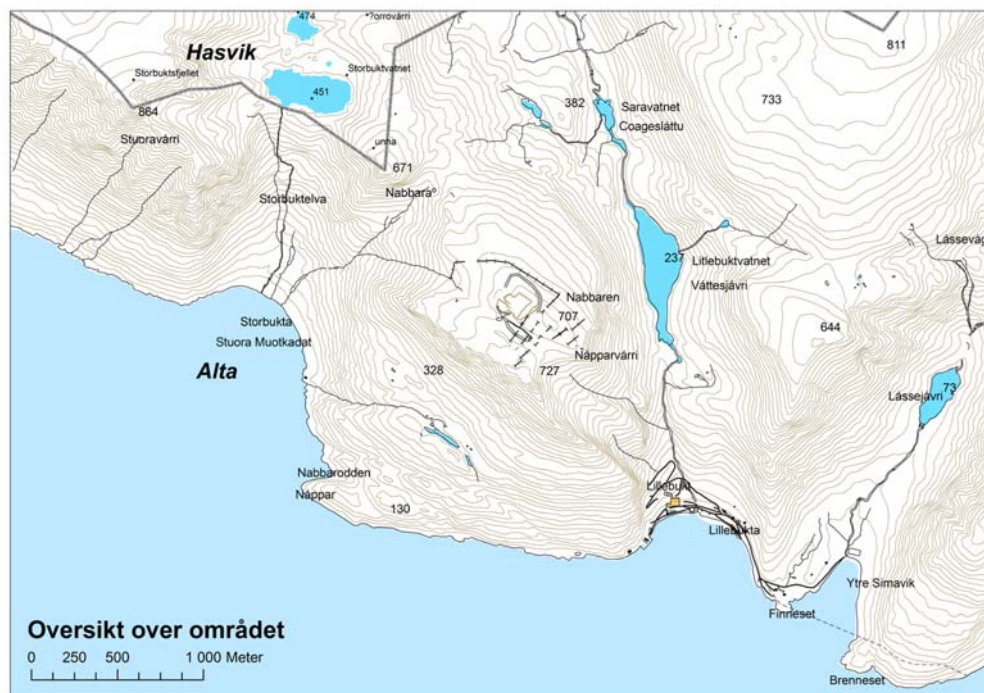 474
Hasvik
811
Storbuktsfjellet
Storbuktvatnet
451
733
864
382
Saravatnet
Coagesláttu
Stuoravárri
unna
671
Storbuktelva
Lássevág
237
Litlebuktvatnet
Váttesjávri
Nabbaren
707
Storbukta
644
Stuora Muotkadat
Nápparvárri
Alta
328
727
73
Lássejávri
Nabbarodden
Náppar
Lillebukt
130
Lillebukta
Ytre Simavik
Finneset
Oversikt over området
0 250 500 1 000 Meter
Brenneset